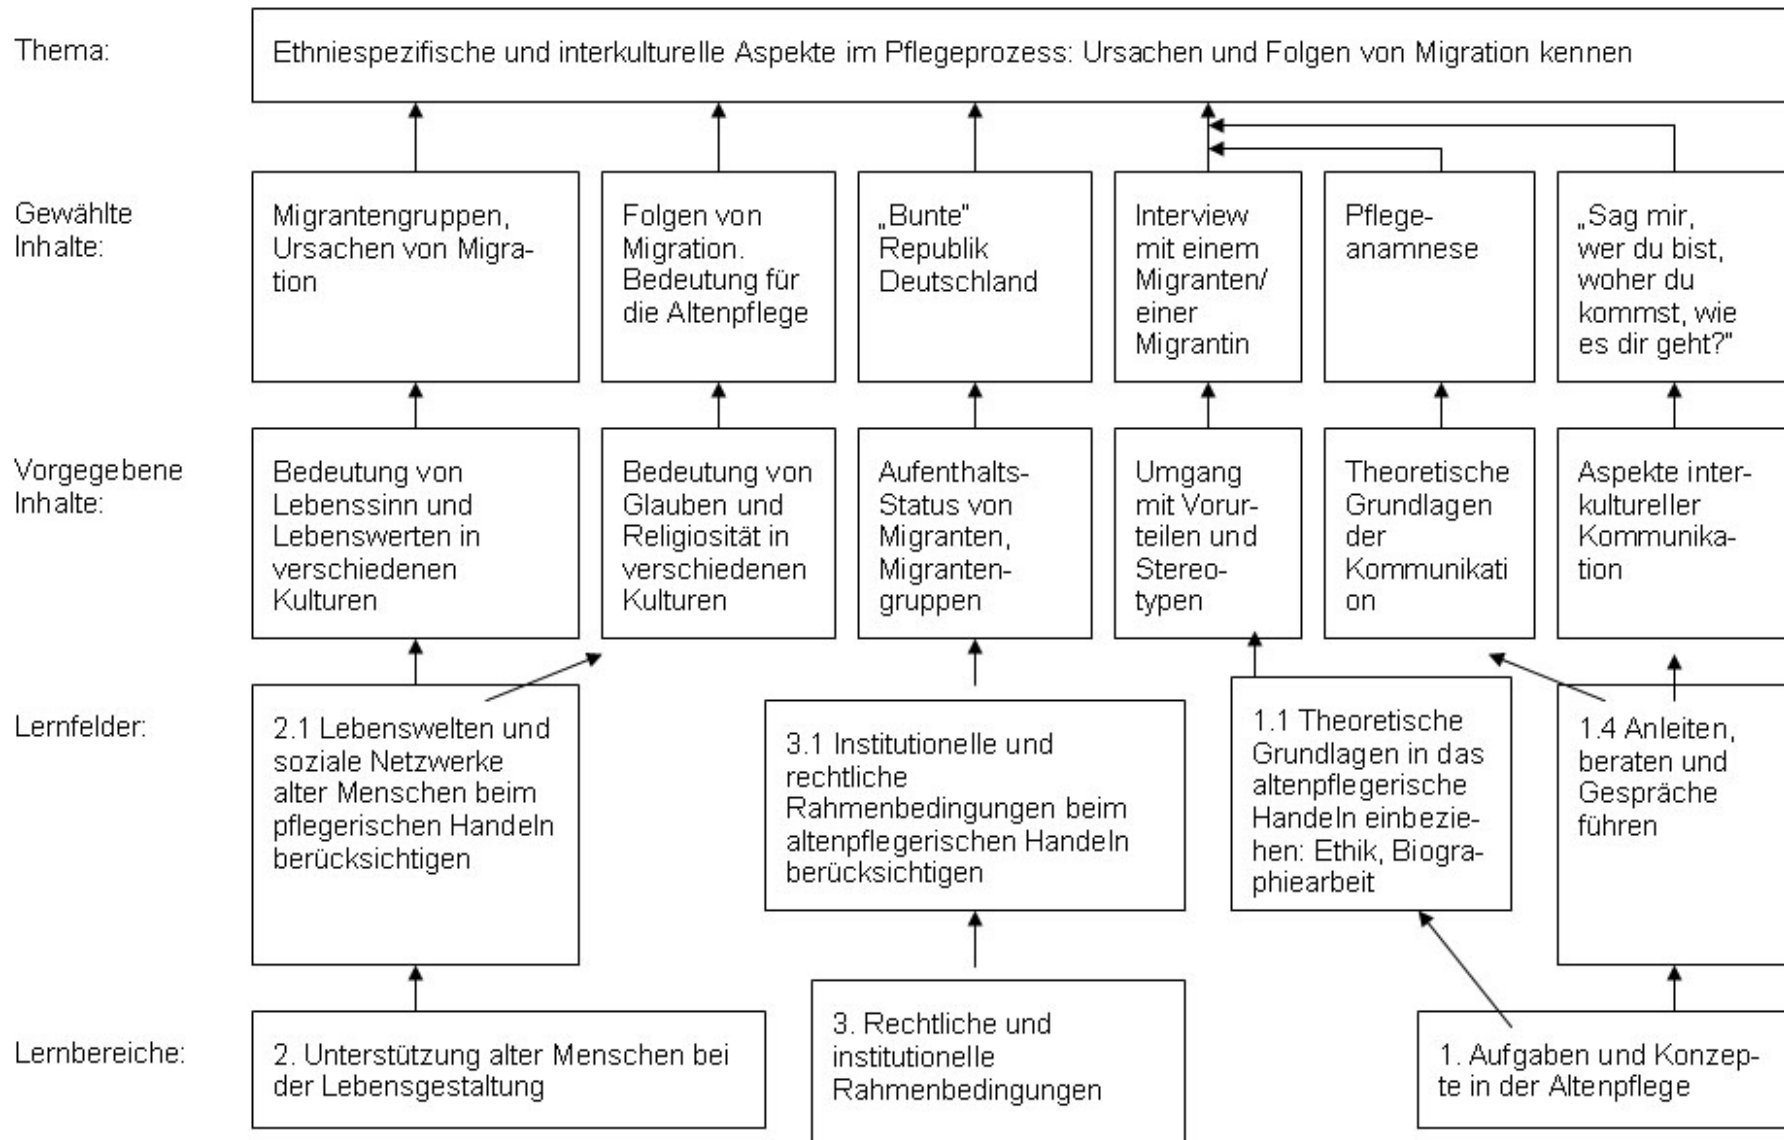 Thema:
Ethniespezifische und interkulturelle Aspekte im Pflegeprozess: Ursachen und Folgen von Migration kennen
Gewählte
Inhalte:
Migrantengruppen,
Ursachen von Migra-
tion
Folgen von
Migration.
Bedeutung für
die Altenpflege
„Bunte"
Republik
Deutschland
Interview
mit einem
Migranten/
einer
Migrantin
Pflege-
anamnese
„Sag mir,
wer du bist,
woher du
kommst, wie
es dir geht?"
Vorgegebene
Inhalte:
Bedeutung von
Lebenssinn und
Lebenswerten in
verschiedenen
Kulturen
Bedeutung von
Glauben und
Religiosität in
verschiedenen
Kulturen
Aufenthalts-
Status von
Migranten,
Migranten-
gruppen
Umgang
mit Vorur-
teilen und
Stereo-
typen
Theoretische
Grundlagen
der
Kommunikati
on
Aspekte inter-
kultureller
Kommunika-
tion
Lernfelder:
2.1 Lebenswelten und
soziale Netzwerke
alter Menschen beim
pflegerischen Handeln
berücksichtigen
3.1 Institutionelle und
rechtliche
Rahmenbedingungen beim
altenpflegerischen Handeln
berücksichtigen
1.1 Theoretische
Grundlagen in das
altenpflegerische
Handeln einbezie-
hen: Ethik, Biogra-
phiearbeit
1.4 Anleiten,
beraten und
Gespräche
führen
Lernbereiche:
2. Unterstützung alter Menschen bei
der Lebensgestaltung
3. Rechtliche und
institutionelle
Rahmenbedingungen
1. Aufgaben und Konzep-
te in der Altenpflege